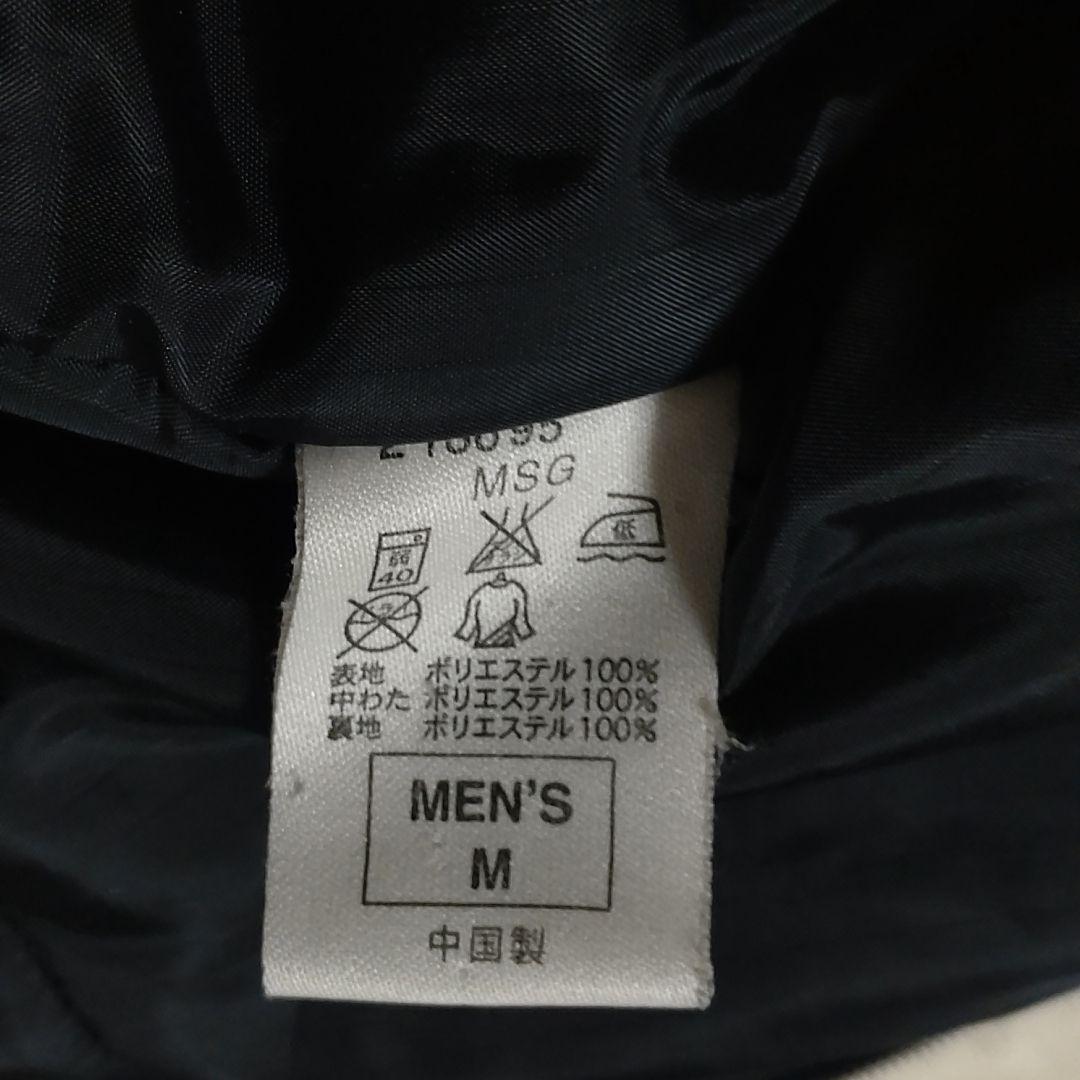 MSG
低
弱
40
表地 ポリエステル100%
中わた ポリエステル100%
裏地 ポリエステル100%
MEN'S
M
中国製